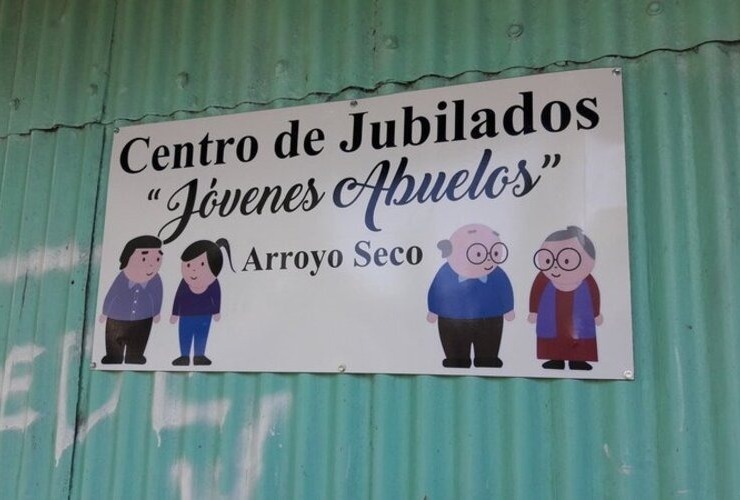 Centro de Jubilados
"Jóvenes Abuelos"
Arroyo Seco